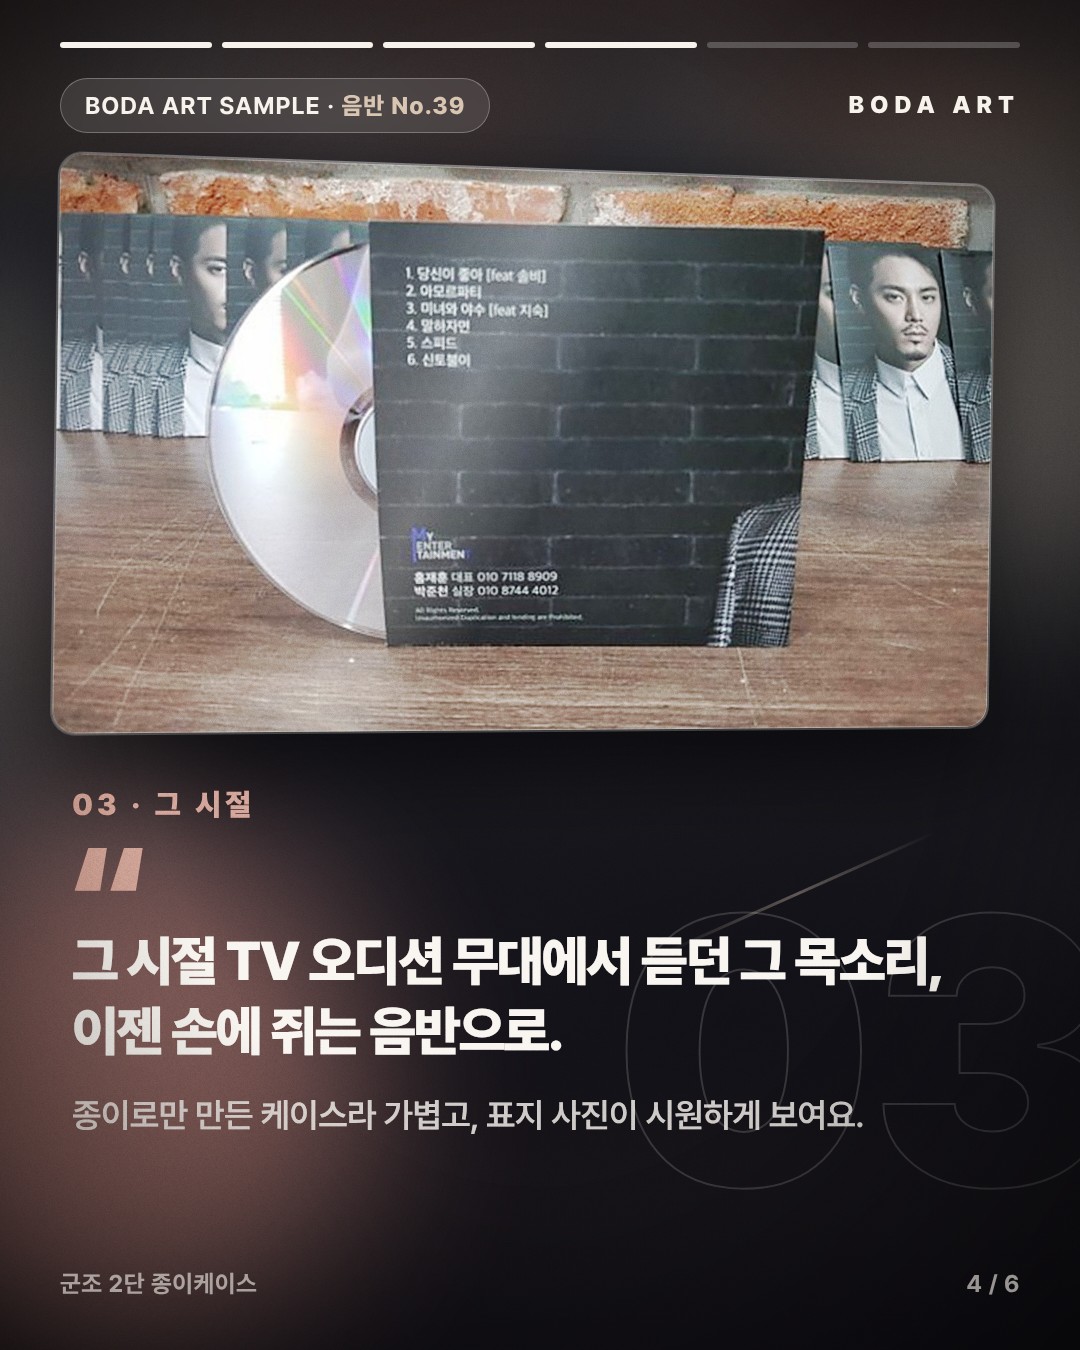 BODA ART SAMPLE · 음반 No.39
BODA ART
1. 당신이 좋아 [feat 솔비]
2. 아모르파티
3. 미녀와 야수 [feat 지숙]
4. 말하자면
5. 스피드
6. 신토불이
MY
ENTER
TAINMENT
홍재훈 대표 010 7118 8909
박준천 실장 010 8744 4012
All Rights Reserved.
Unauthorized Duplication and lending are Prohibited.
03 · 그 시절
"
그 시절 TV 오디션 무대에서 듣던 그 목소리,
이젠 손에 쥐는 음반으로.
종이로만 만든 케이스라 가볍고, 표지 사진이 시원하게 보여요.
03
군조 2단 종이케이스
4 / 6